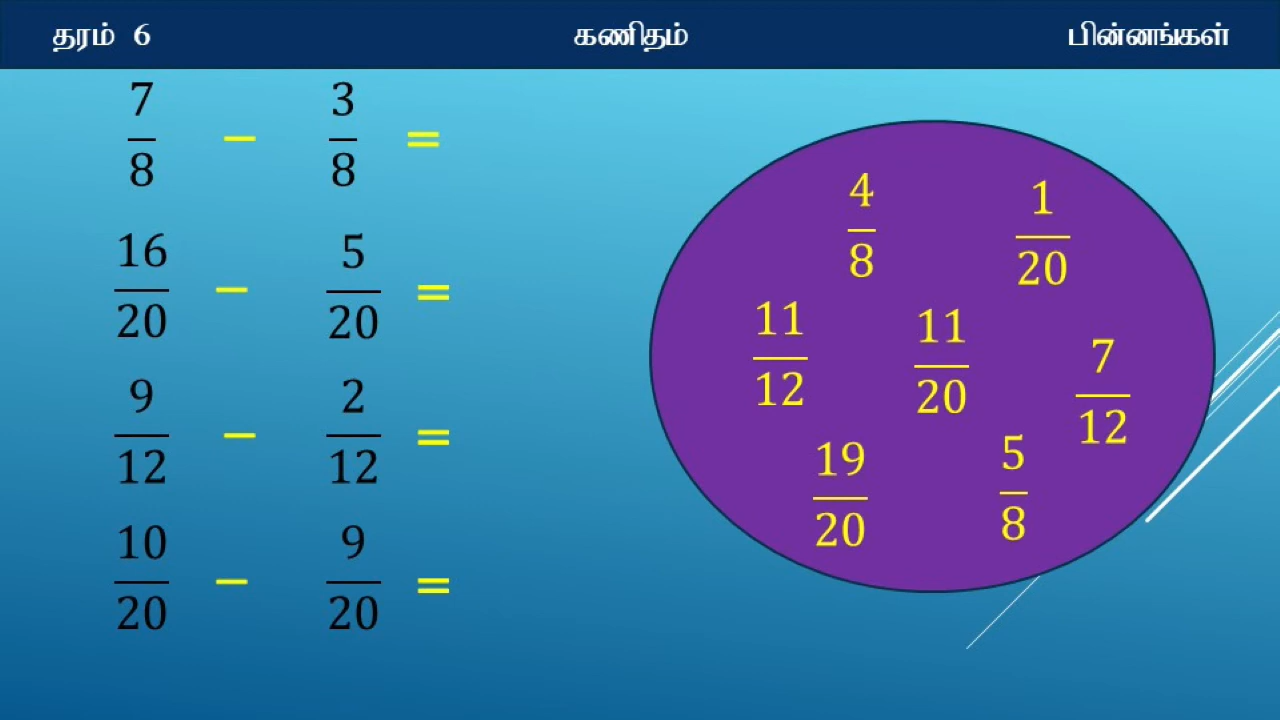 தரம் 6 கணிதம் பின்னங்கள்
7/8 – 3/8 =
16/20 – 5/20 =
9/12 – 2/12 =
10/20 – 9/20 =
4/8 1/20
11/12 11/20 7/12
19/20 5/8